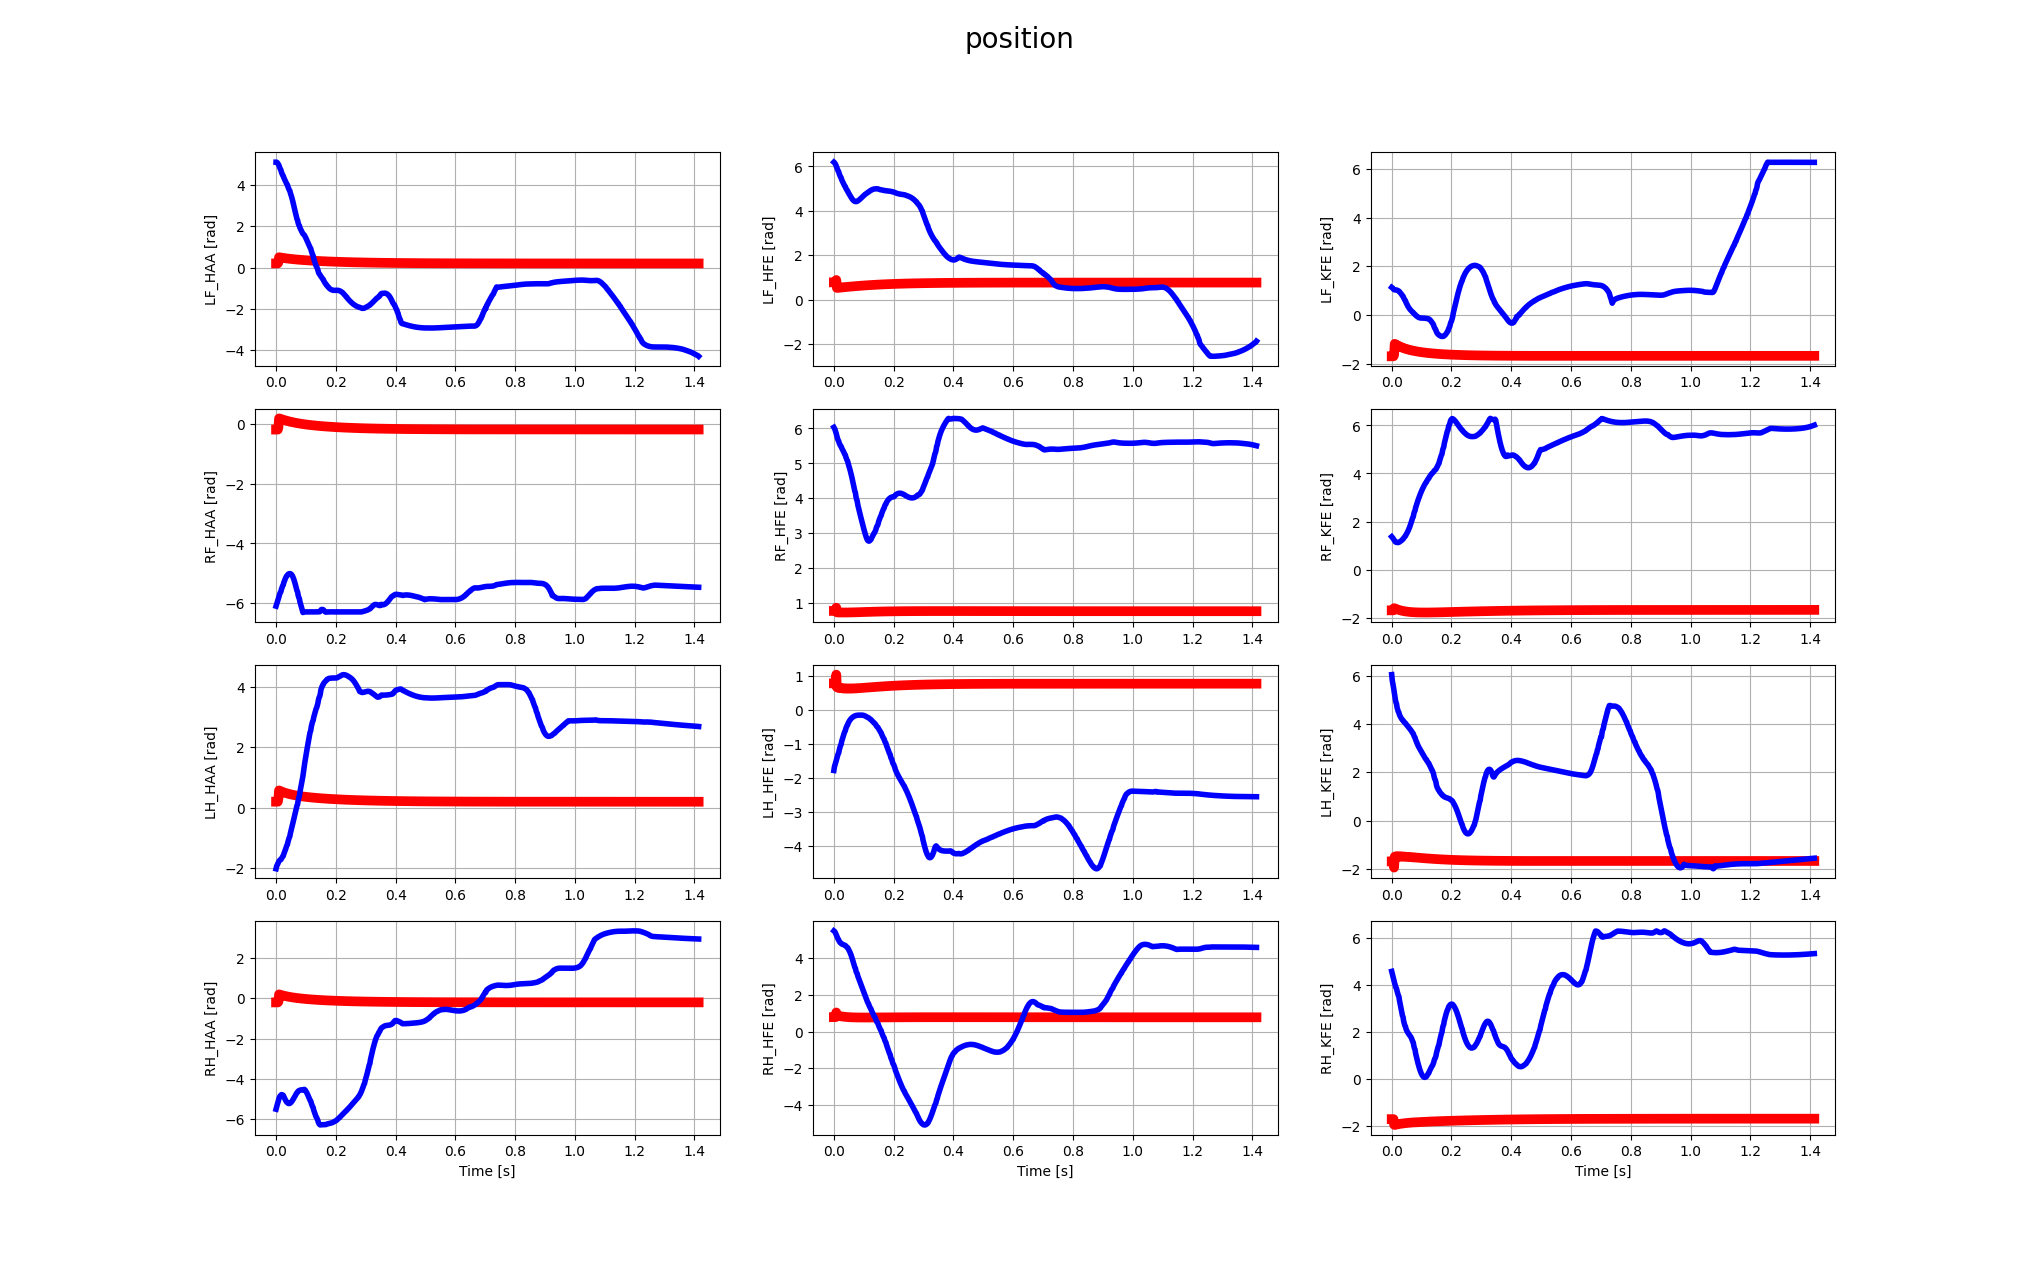 position
LF_HAA [rad]
4
2
0
−2
−4
0.0 0.2 0.4 0.6 0.8 1.0 1.2 1.4
LF_HFE [rad]
6
4
2
0
−2
0.0 0.2 0.4 0.6 0.8 1.0 1.2 1.4
LF_KFE [rad]
6
4
2
0
−2
0.0 0.2 0.4 0.6 0.8 1.0 1.2 1.4
RF_HAA [rad]
0
−2
−4
−6
0.0 0.2 0.4 0.6 0.8 1.0 1.2 1.4
RF_HFE [rad]
6
5
4
3
2
1
0.0 0.2 0.4 0.6 0.8 1.0 1.2 1.4
RF_KFE [rad]
6
4
2
0
−2
0.0 0.2 0.4 0.6 0.8 1.0 1.2 1.4
LH_HAA [rad]
4
2
0
−2
0.0 0.2 0.4 0.6 0.8 1.0 1.2 1.4
LH_HFE [rad]
1
0
−1
−2
−3
−4
0.0 0.2 0.4 0.6 0.8 1.0 1.2 1.4
LH_KFE [rad]
6
4
2
0
−2
0.0 0.2 0.4 0.6 0.8 1.0 1.2 1.4
RH_HAA [rad]
2
0
−2
−4
−6
0.0 0.2 0.4 0.6 0.8 1.0 1.2 1.4
Time [s]
RH_HFE [rad]
4
2
0
−2
−4
0.0 0.2 0.4 0.6 0.8 1.0 1.2 1.4
Time [s]
RH_KFE [rad]
6
4
2
0
−2
0.0 0.2 0.4 0.6 0.8 1.0 1.2 1.4
Time [s]